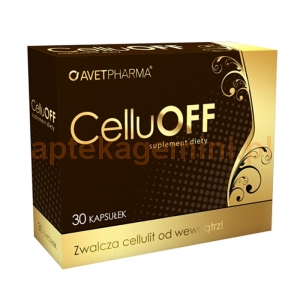 AVETPHARMA®
CelluOFF
suplement diety
aptekagemini.pl
30 KAPSUŁEK
Zwalcza cellulit od wewnątrz!